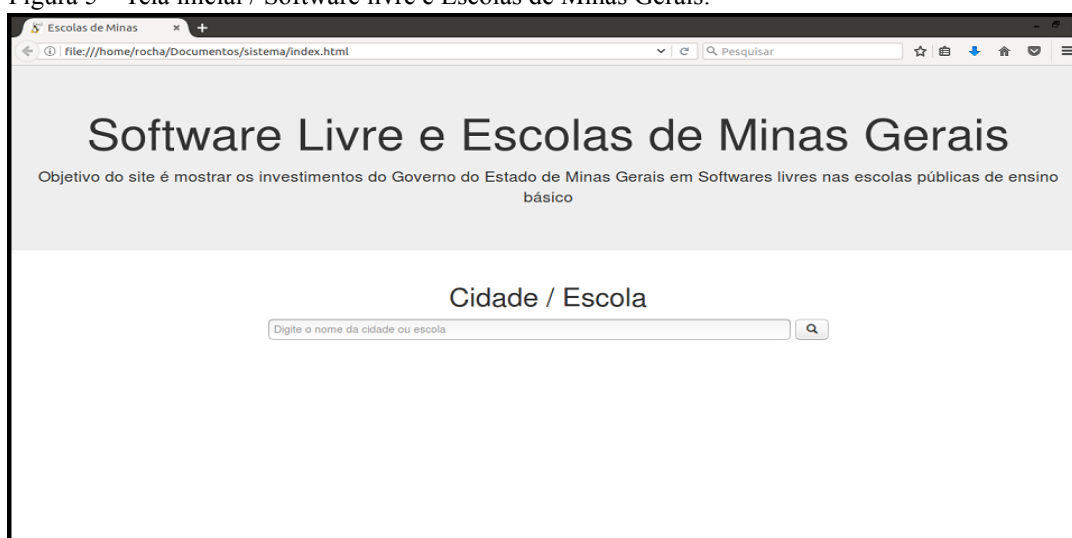 Figura 3 – Tela inicial / Software livre e Escolas de Minas Gerais.
Escolas de Minas
file:///home/rocha/Documentos/sistema/index.html
Pesquisar
Software Livre e Escolas de Minas Gerais
Objetivo do site é mostrar os investimentos do Governo do Estado de Minas Gerais em Softwares livres nas escolas públicas de ensino
básico
Cidade / Escola
Digite o nome da cidade ou escola